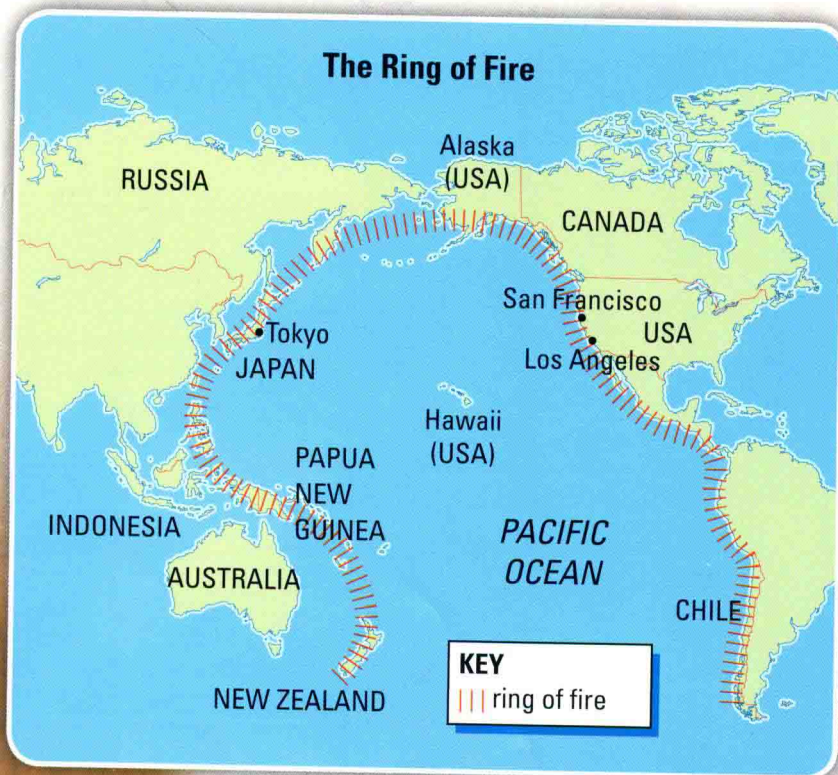 The Ring of Fire
Alaska
(USA)
RUSSIA
CANADA
San Francisco
USA
Los Angeles
Tokyo
JAPAN
Hawaii
(USA)
PAPUA
NEW
GUINEA
INDONESIA
PACIFIC
OCEAN
AUSTRALIA
CHILE
NEW ZEALAND
KEY
||| ring of fire